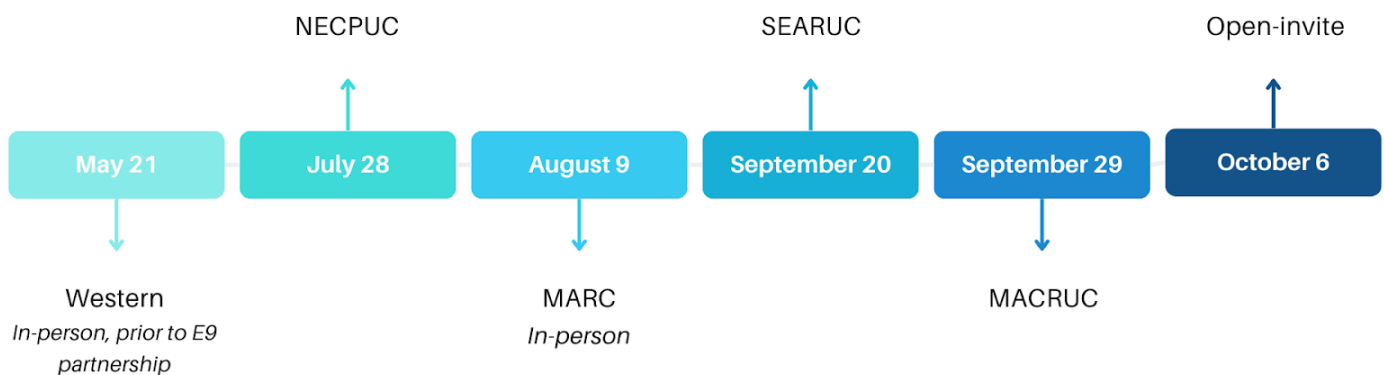 NECPUC
SEARUC
Open-invite
May 21
July 28
August 9
September 20
September 29
October 6
Western
In-person, prior to E9
partnership
MARC
In-person
MACRUC